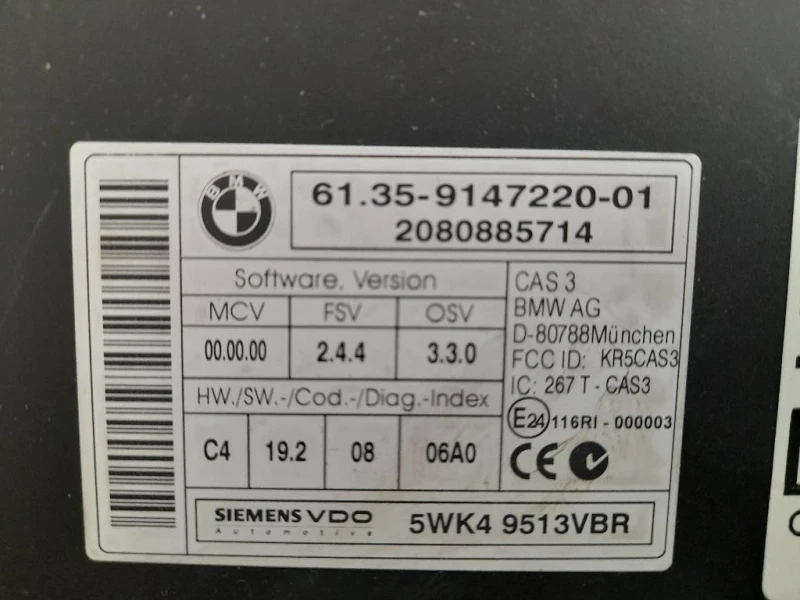 BMW
61.35-9147220-01
2080885714
Software, Version
MCV FSV OSV
00.00.00 2.4.4 3.3.0
HW./SW.-/Cod.-/Diag.-Index
C4 19.2 08 06A0
CAS 3
BMW AG
D-80788München
FCC ID: KR5CAS3
IC: 267 T - CAS3
E24 116RI - 000003
CE
SIEMENS VDO
Automotive
5WK4 9513VBR